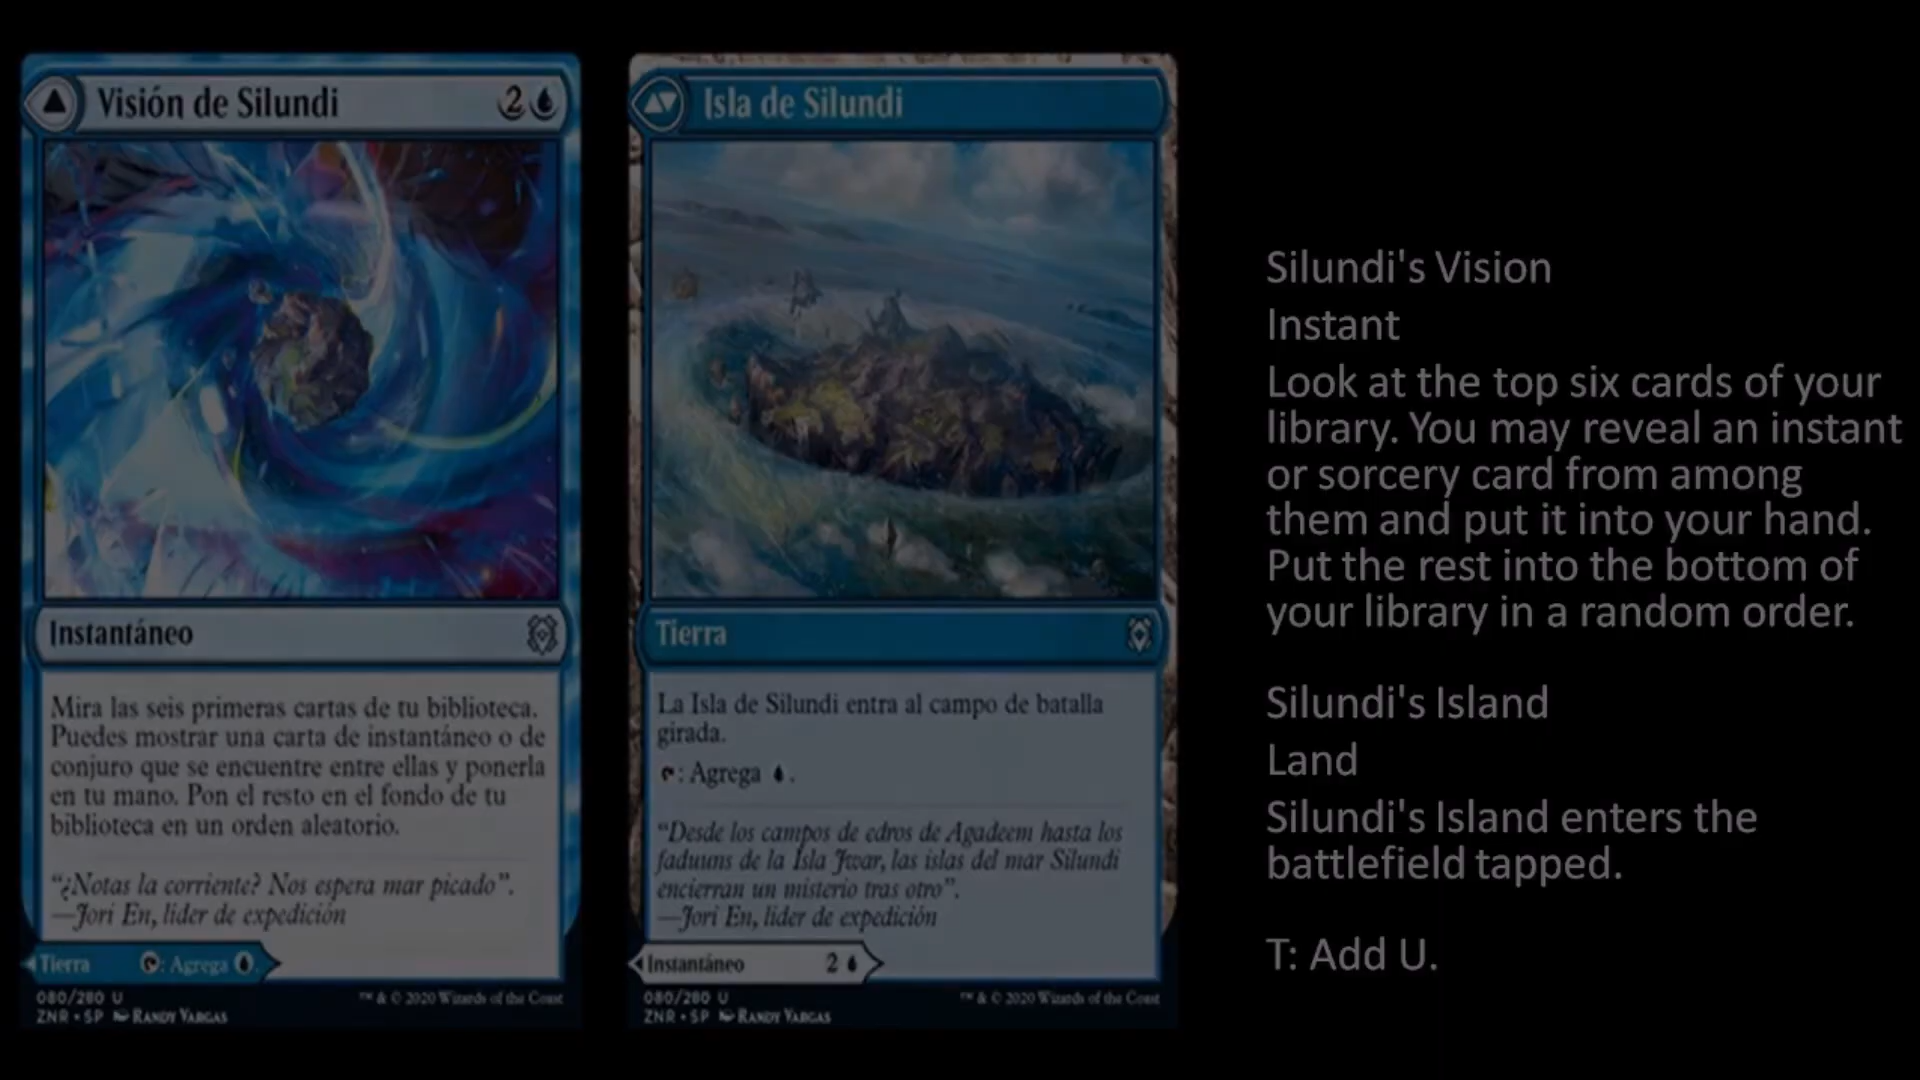 Visión de Silundi
2
Instantáneo
Mira las seis primeras cartas de tu biblioteca.
Puedes mostrar una carta de instantáneo o de
conjuro que se encuentre entre ellas y ponerla
en tu mano. Pon el resto en el fondo de tu
biblioteca en un orden aleatorio.
“¿Notas la corriente? Nos espera mar picado”.
—Jori En, líder de expedición
Tierra : Agrega .
080/280 U
ZNR • SP RANDY VARGAS
™ & © 2020 Wizards of the Coast
Isla de Silundi
Tierra
La Isla de Silundi entra al campo de batalla
girada.
: Agrega .
“Desde los campos de edros de Agadeem hasta los
faduuns de la Isla Jwar, las islas del mar Silundi
encierran un misterio tras otro”.
—Jori En, líder de expedición
Instantáneo 2
080/280 U
ZNR • SP RANDY VARGAS
™ & © 2020 Wizards of the Coast
Silundi's Vision
Instant
Look at the top six cards of your
library. You may reveal an instant
or sorcery card from among
them and put it into your hand.
Put the rest into the bottom of
your library in a random order.
Silundi's Island
Land
Silundi's Island enters the
battlefield tapped.
T: Add U.